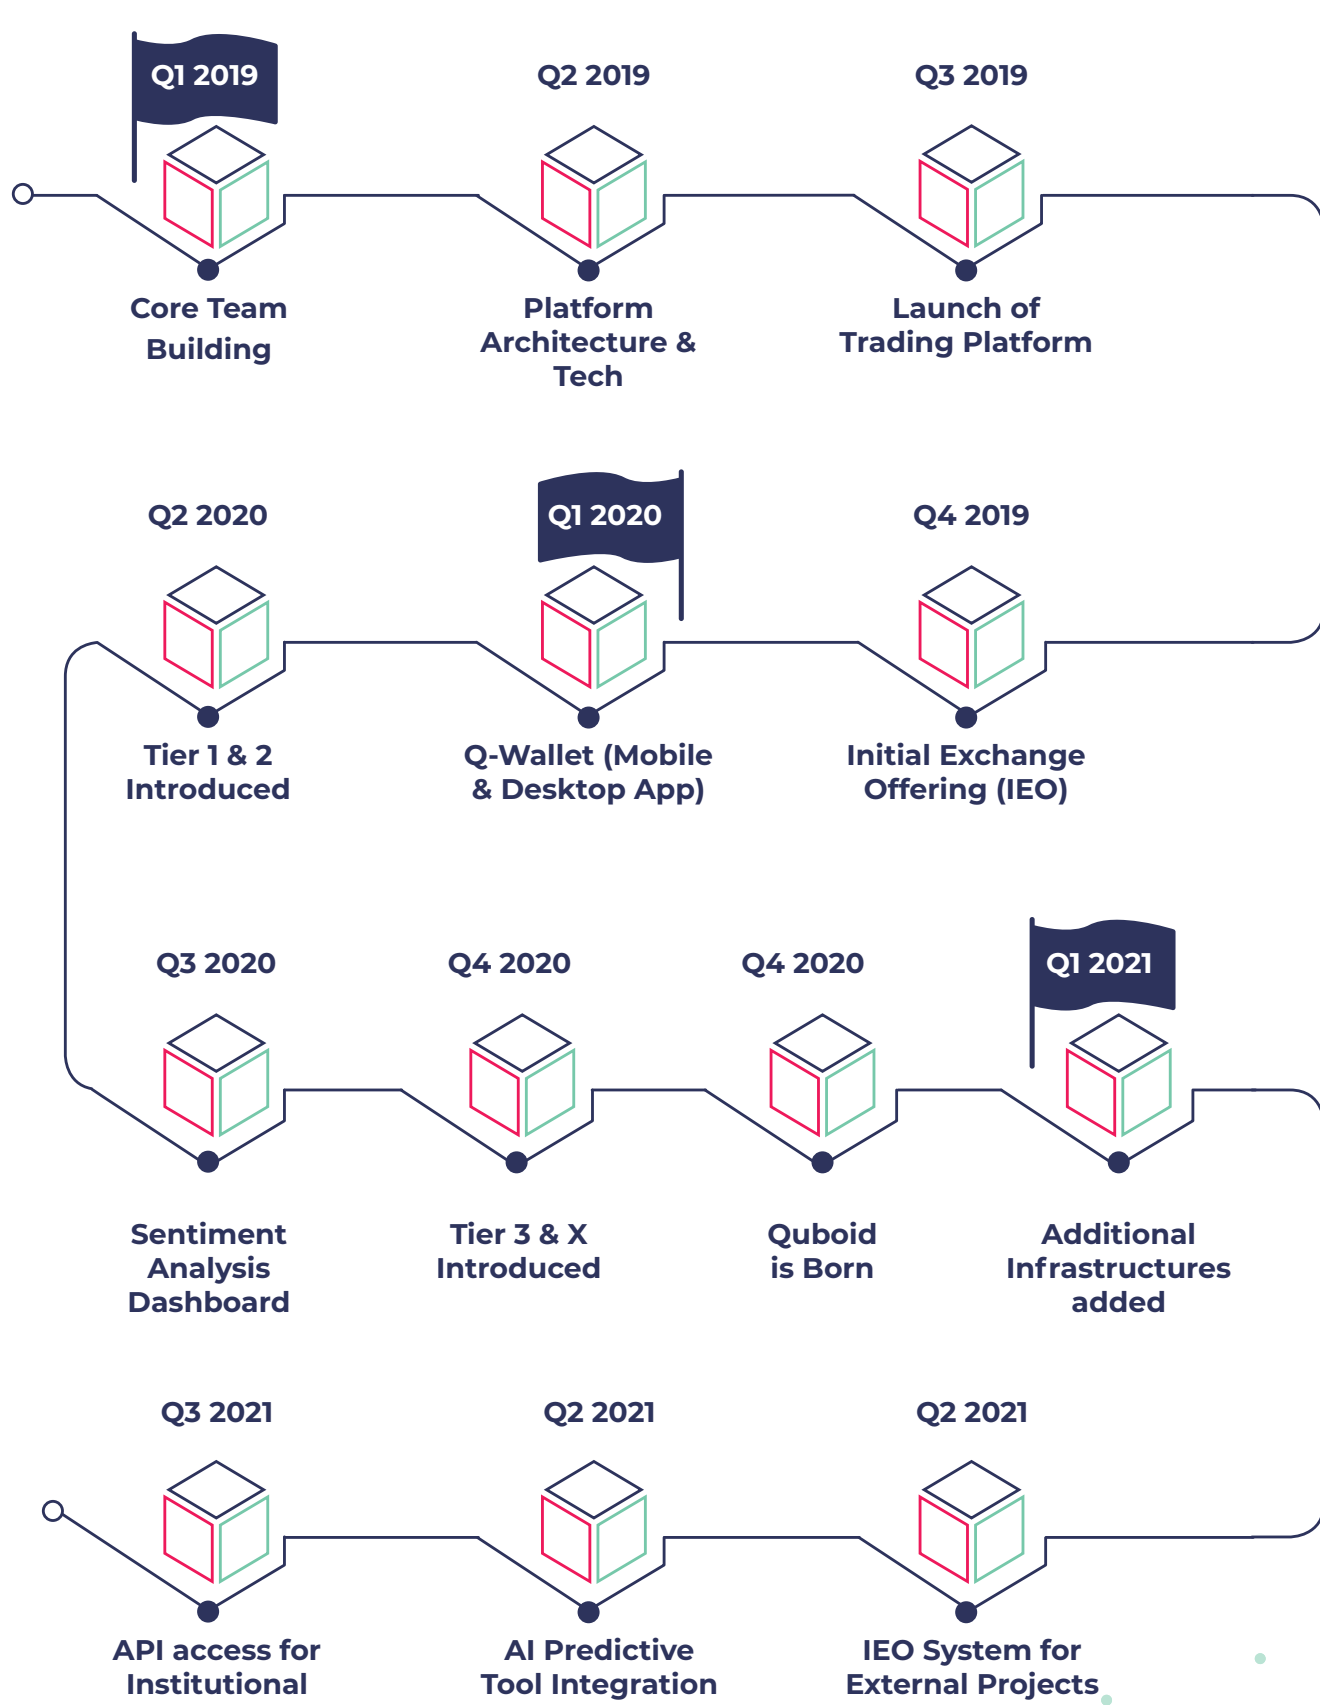 Q1 2019
Core Team
Building
Q2 2019
Platform
Architecture &
Tech
Q3 2019
Launch of
Trading Platform
Q4 2019
Initial Exchange
Offering (IEO)
Q1 2020
Q-Wallet (Mobile
& Desktop App)
Q2 2020
Tier 1 & 2
Introduced
Q3 2020
Sentiment
Analysis
Dashboard
Q4 2020
Tier 3 & X
Introduced
Q4 2020
Quboid
is Born
Q1 2021
Additional
Infrastructures
added
Q2 2021
IEO System for
External Projects
Q2 2021
AI Predictive
Tool Integration
Q3 2021
API access for
Institutional